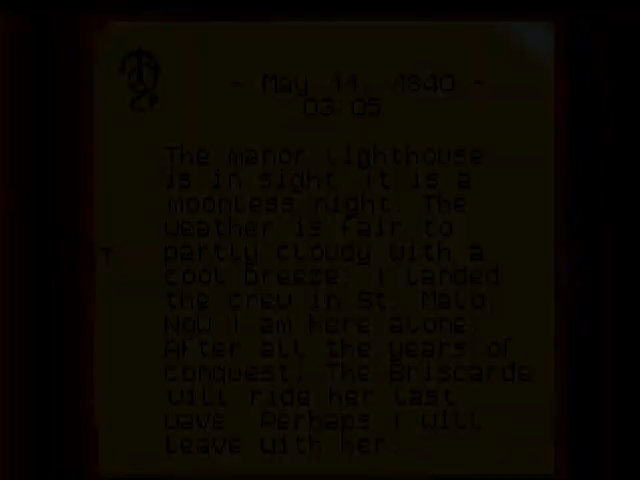 - May 11, 1840 -
03:05
The manor lighthouse
is in sight. It is a
moonless night. The
weather is fair to
partly cloudy with a
cool breeze. I landed
the crew in St. Malo.
Now I am here alone.
After all the years of
conquest, The Briscarde
will ride her last
wave. Perhaps I will
leave with her...